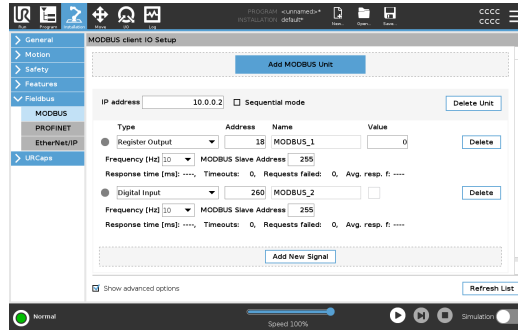 PROGRAM <unnamed>*
INSTALLATION default*
CCCC
CCCC
Run Program Installation Move I/O Log New... Open... Save...
General
Motion
Safety
Features
Fieldbus
MODBUS
PROFINET
EtherNet/IP
URCaps
MODBUS client IO Setup
Add MODBUS Unit
IP address 10.0.0.2 Sequential mode Delete Unit
Type Address Name Value
Register Output 18 MODBUS_1 0 Delete
Frequency [Hz] 10 MODBUS Slave Address 255
Response time [ms]: ----, Timeouts: 0, Requests failed: 0, Avg. resp. f: ----
Digital Input 260 MODBUS_2 Delete
Frequency [Hz] 10 MODBUS Slave Address 255
Response time [ms]: ----, Timeouts: 0, Requests failed: 0, Avg. resp. f: ----
Add New Signal
Show advanced options Refresh List
Normal Speed 100% Simulation